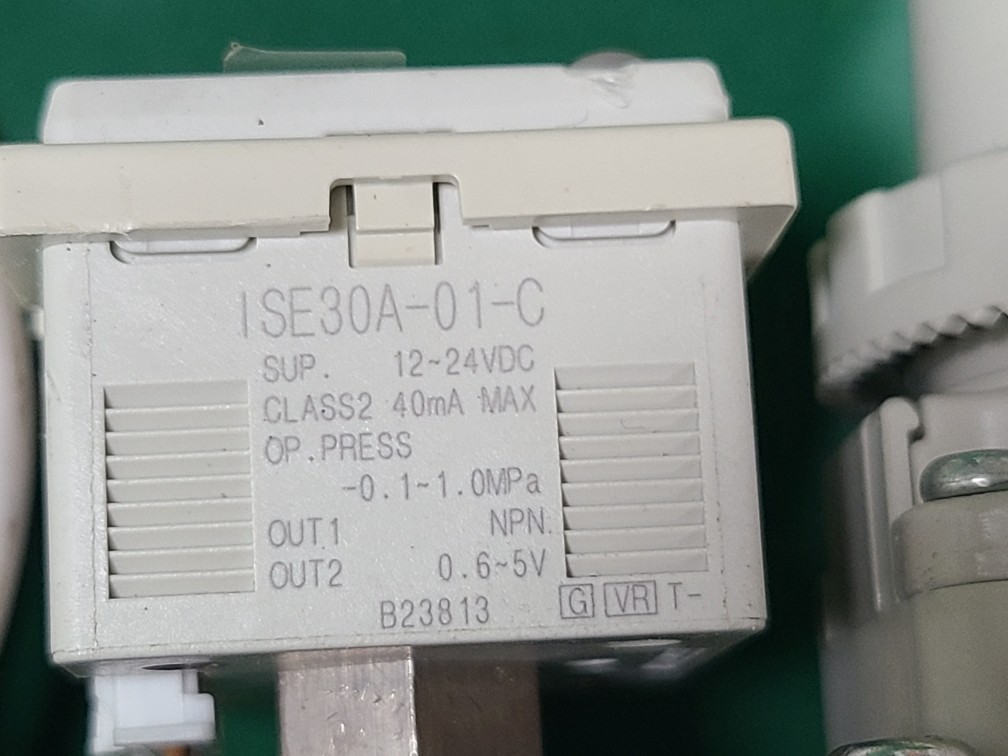 ISE30A-01-C
SUP. 12~24VDC
CLASS2 40mA MAX
OP.PRESS
-0.1~1.0MPa
OUT1 NPN
OUT2 0.6~5V
B23813 G VR T-